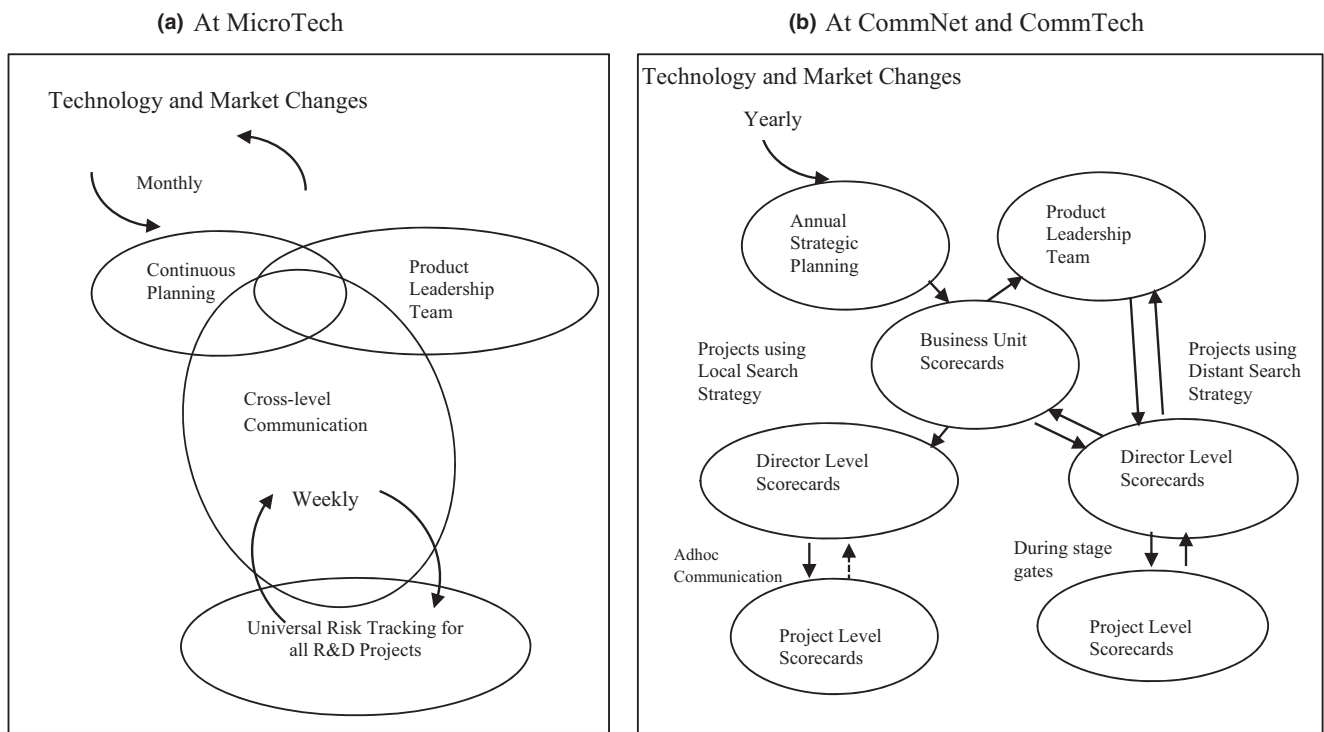 (a) At MicroTech
Technology and Market Changes
Monthly
Continuous
Planning
Product
Leadership
Team
Cross-level
Communication
Weekly
Universal Risk Tracking for
all R&D Projects
(b) At CommNet and CommTech
Technology and Market Changes
Yearly
Annual
Strategic
Planning
Product
Leadership
Team
Business Unit
Scorecards
Projects using
Local Search
Strategy
Projects using
Distant Search
Strategy
Director Level
Scorecards
Director Level
Scorecards
Adhoc
Communication
During stage
gates
Project Level
Scorecards
Project Level
Scorecards